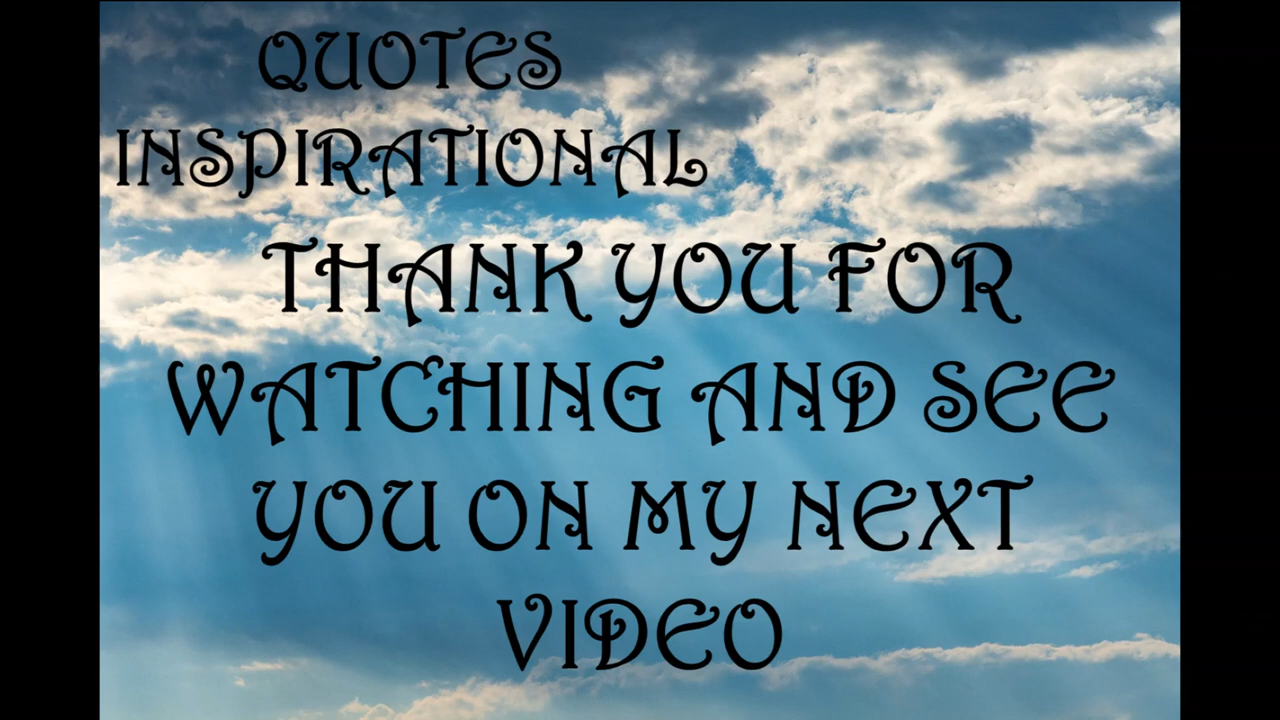 QUOTES
INSPIRATIONAL
THANK YOU FOR
WATCHING AND SEE
YOU ON MY NEXT
VIDEO